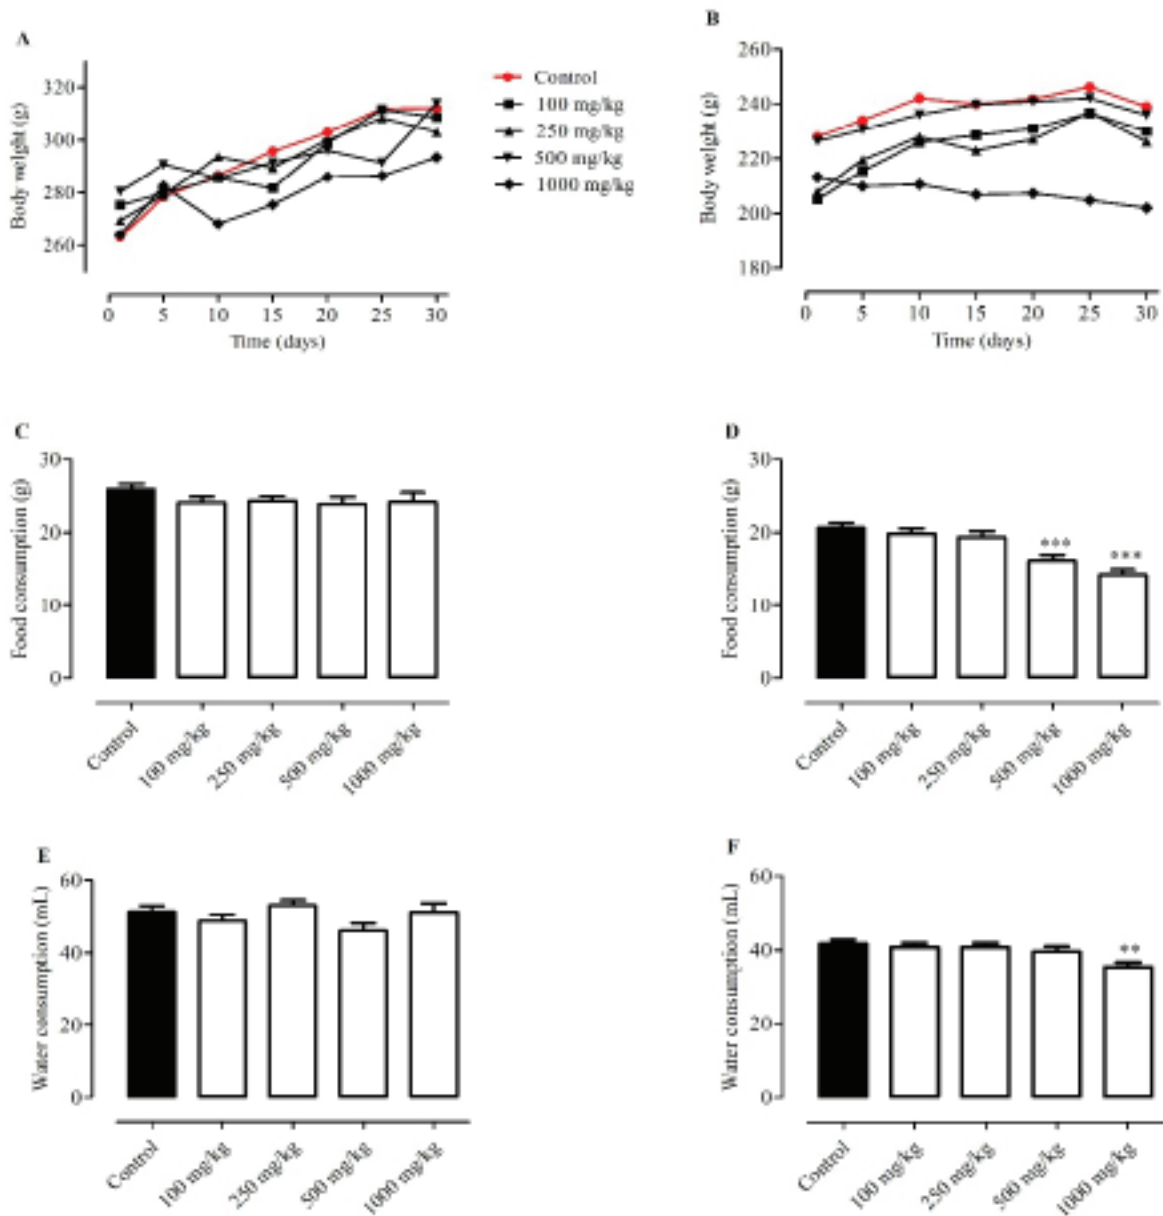 A
Body weight (g)
320
300
280
260
0 5 10 15 20 25 30
Time (days)
Control
100 mg/kg
250 mg/kg
500 mg/kg
1000 mg/kg
B
Body weight (g)
260
240
220
200
180
0 5 10 15 20 25 30
Time (days)
C
Food consumption (g)
30
20
10
0
Control
100 mg/kg
250 mg/kg
500 mg/kg
1000 mg/kg
D
Food consumption (g)
30
20
10
0
***
***
Control
100 mg/kg
250 mg/kg
500 mg/kg
1000 mg/kg
E
Water consumption (mL)
60
40
20
0
Control
100 mg/kg
250 mg/kg
500 mg/kg
1000 mg/kg
F
Water consumption (mL)
60
40
20
0
**
Control
100 mg/kg
250 mg/kg
500 mg/kg
1000 mg/kg